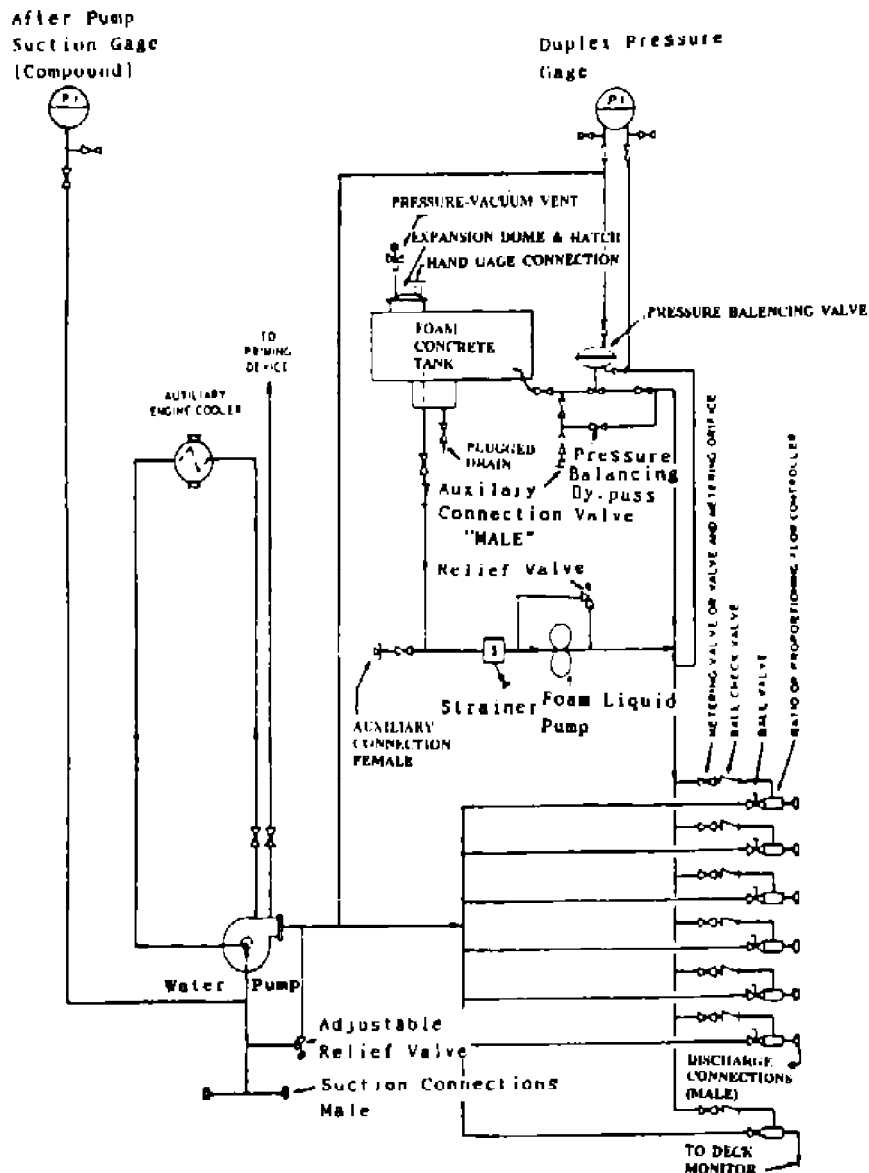 After Pump
Suction Gage
(Compound)
PI
Duplex Pressure
Gage
PI
PRESSURE-VACUUM VENT
EXPANSION DOME & HATCH
HAND GAGE CONNECTION
PRESSURE BALENCING VALVE
FOAM
CONCRETE
TANK
TO
PRIMING
DEVICE
AUXILIARY
ENGINE COOLER
PLUGGED
DRAIN
Pressure
Balancing
By.pass
Auxilary
Connection Valve
"MALE"
Relief Valve
S
Strainer
Foam Liquid
Pump
AUXILIARY
CONNECTION
FEMALE
METERING VALVE OR VALVE AND METERING ORIFICE
BALL CHECK VALVE
BALL VALVE
RATIO OF PROPORTIONING FLOW CONTROLLER
Water Pump
Adjustable
Relief Valve
Suction Connections
Male
DISCHARGE
CONNECTIONS
(MALE)
TO DECK
MONITOR